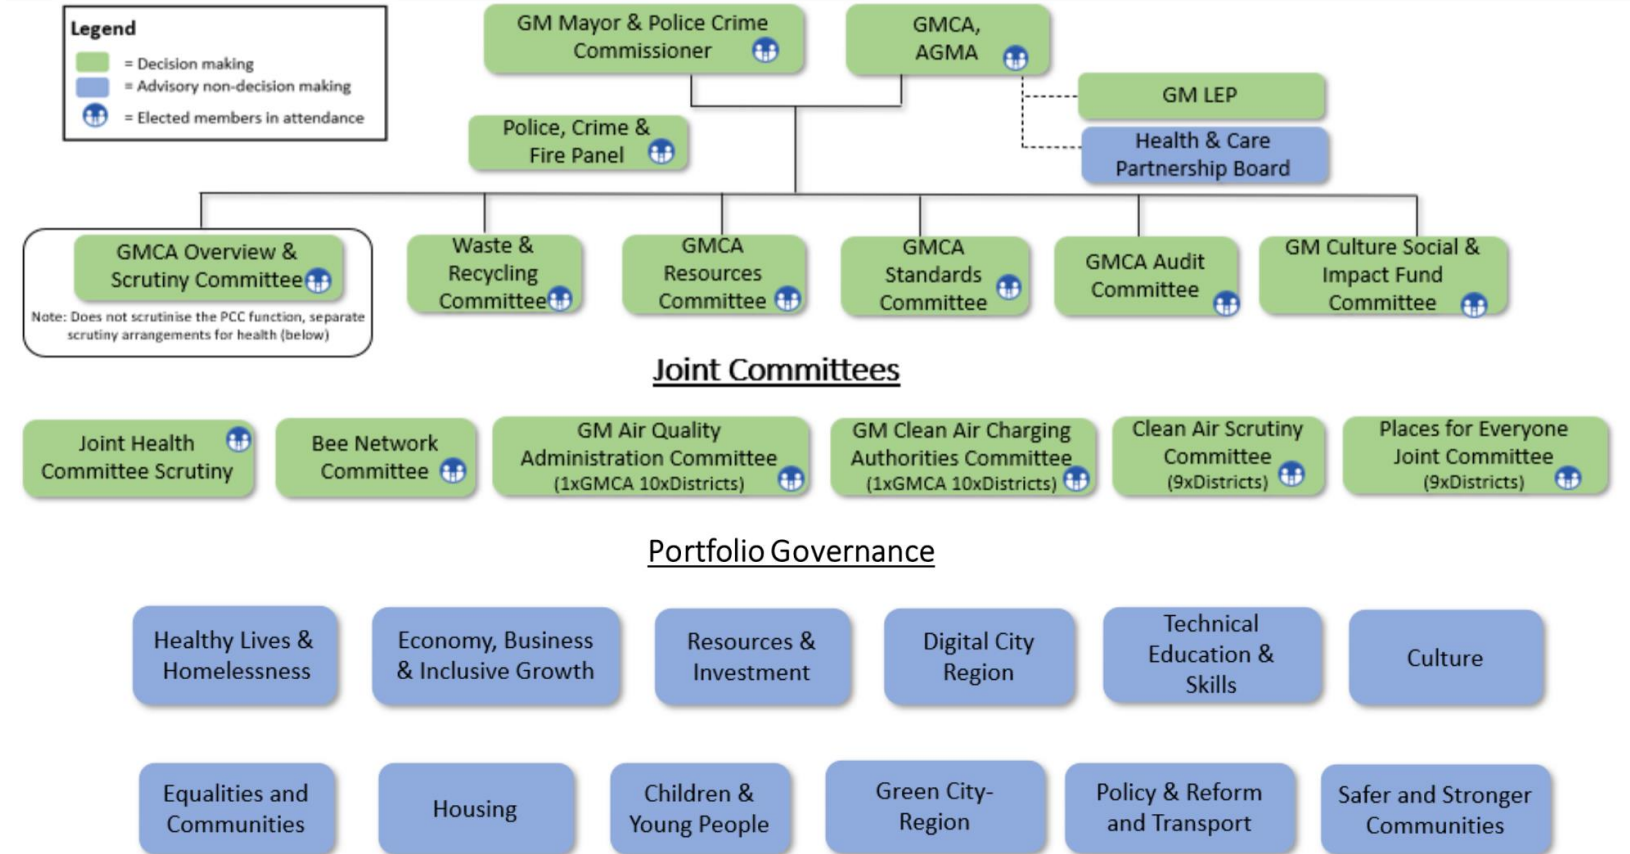 Legend
= Decision making
= Advisory non-decision making
= Elected members in attendance
GM Mayor & Police Crime
Commissioner
GMCA,
AGMA
GM LEP
Health & Care
Partnership Board
Police, Crime &
Fire Panel
GMCA Overview &
Scrutiny Committee
Note: Does not scrutinise the PCC function, separate
scrutiny arrangements for health (below)
Waste &
Recycling
Committee
GMCA
Resources
Committee
GMCA
Standards
Committee
GMCA Audit
Committee
GM Culture Social &
Impact Fund
Committee
Joint Committees
Joint Health
Committee Scrutiny
Bee Network
Committee
GM Air Quality
Administration Committee
(1xGMCA 10xDistricts)
GM Clean Air Charging
Authorities Committee
(1xGMCA 10xDistricts)
Clean Air Scrutiny
Committee
(9xDistricts)
Places for Everyone
Joint Committee
(9xDistricts)
Portfolio Governance
Healthy Lives &
Homelessness
Economy, Business
& Inclusive Growth
Resources &
Investment
Digital City
Region
Technical
Education &
Skills
Culture
Equalities and
Communities
Housing
Children &
Young People
Green City-
Region
Policy & Reform
and Transport
Safer and Stronger
Communities